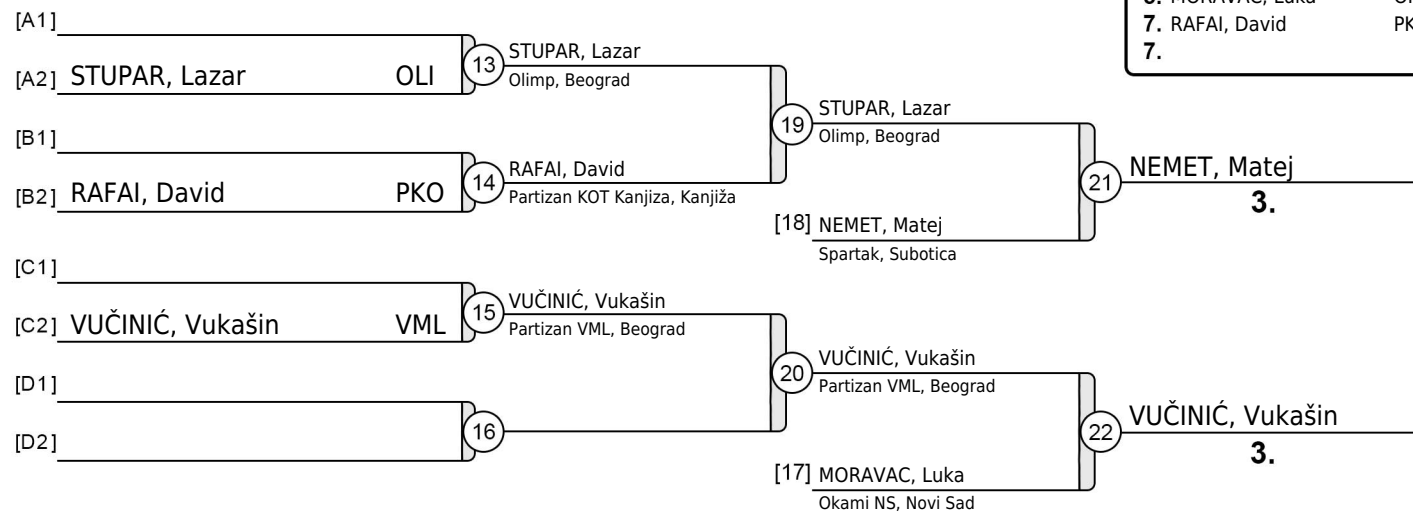 MORAVAC, Luka
7. RAFAI, David PK
7.
[A1]
[A2] STUPAR, Lazar OLI
13
STUPAR, Lazar
Olimp, Beograd
[B1]
[B2] RAFAI, David PKO
14
RAFAI, David
Partizan KOT Kanjiza, Kanjiža
19
STUPAR, Lazar
Olimp, Beograd
[18] NEMET, Matej
Spartak, Subotica
21
NEMET, Matej
3.
[C1]
[C2] VUČINIĆ, Vukašin VML
15
VUČINIĆ, Vukašin
Partizan VML, Beograd
[D1]
[D2]
16
20
VUČINIĆ, Vukašin
Partizan VML, Beograd
[17] MORAVAC, Luka
Okami NS, Novi Sad
22
VUČINIĆ, Vukašin
3.